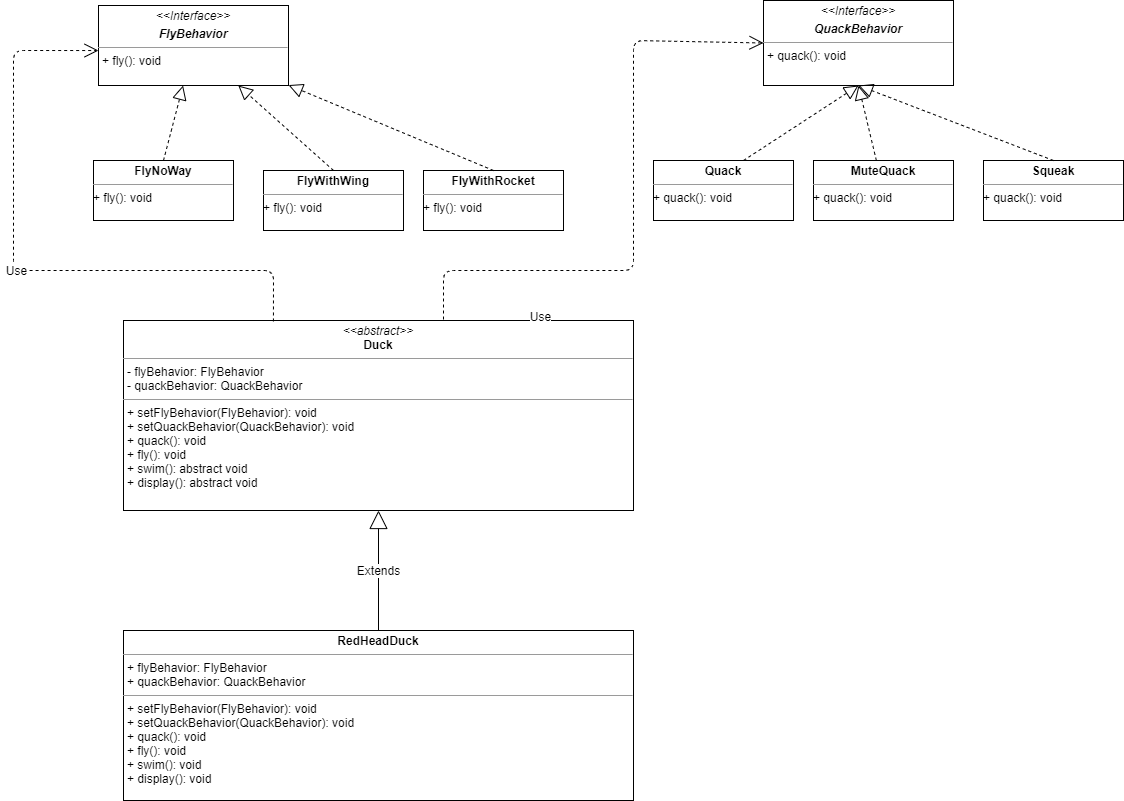 <<Interface>>
FlyBehavior
+ fly(): void
<<Interface>>
QuackBehavior
+ quack(): void
FlyNoWay
+ fly(): void
FlyWithWing
+ fly(): void
FlyWithRocket
+ fly(): void
Quack
+ quack(): void
MuteQuack
+ quack(): void
Squeak
+ quack(): void
Use
Use
<<abstract>>
Duck
- flyBehavior: FlyBehavior
- quackBehavior: QuackBehavior
+ setFlyBehavior(FlyBehavior): void
+ setQuackBehavior(QuackBehavior): void
+ quack(): void
+ fly(): void
+ swim(): abstract void
+ display(): abstract void
Extends
RedHeadDuck
+ flyBehavior: FlyBehavior
+ quackBehavior: QuackBehavior
+ setFlyBehavior(FlyBehavior): void
+ setQuackBehavior(QuackBehavior): void
+ quack(): void
+ fly(): void
+ swim(): void
+ display(): void